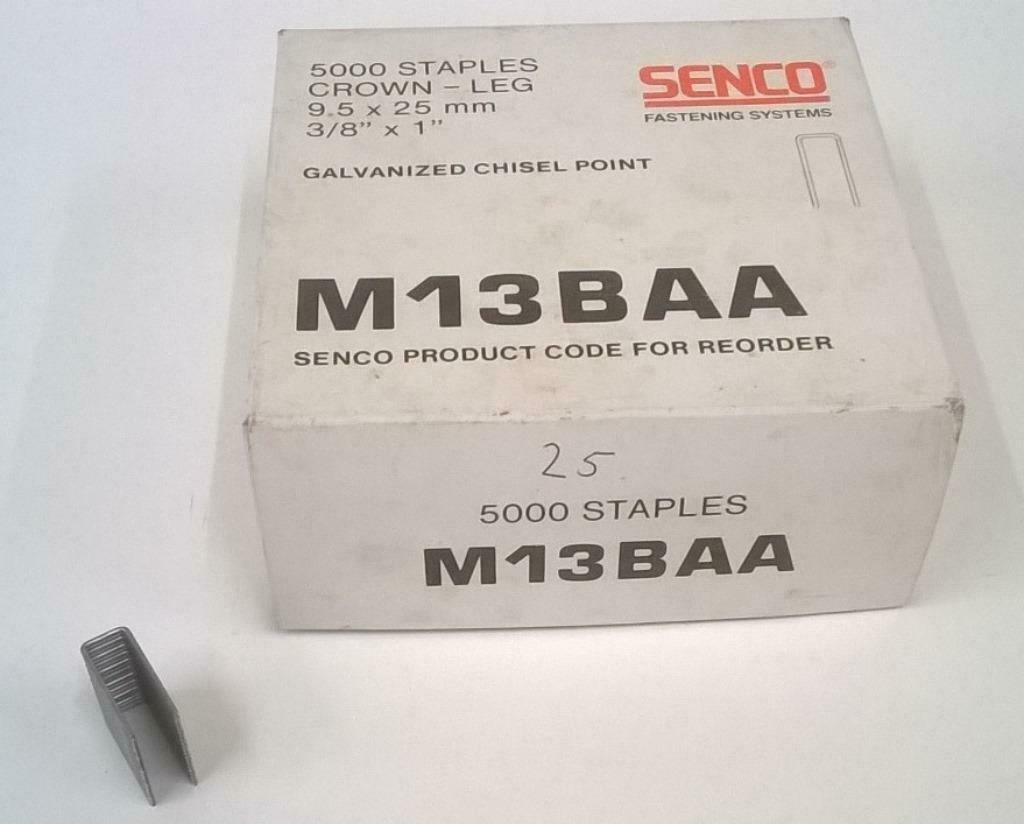 5000 STAPLES
CROWN – LEG
9.5 x 25 mm
3/8” x 1”
SENCO®
FASTENING SYSTEMS
GALVANIZED CHISEL POINT
M13BAA
SENCO PRODUCT CODE FOR REORDER
25
5000 STAPLES
M13BAA